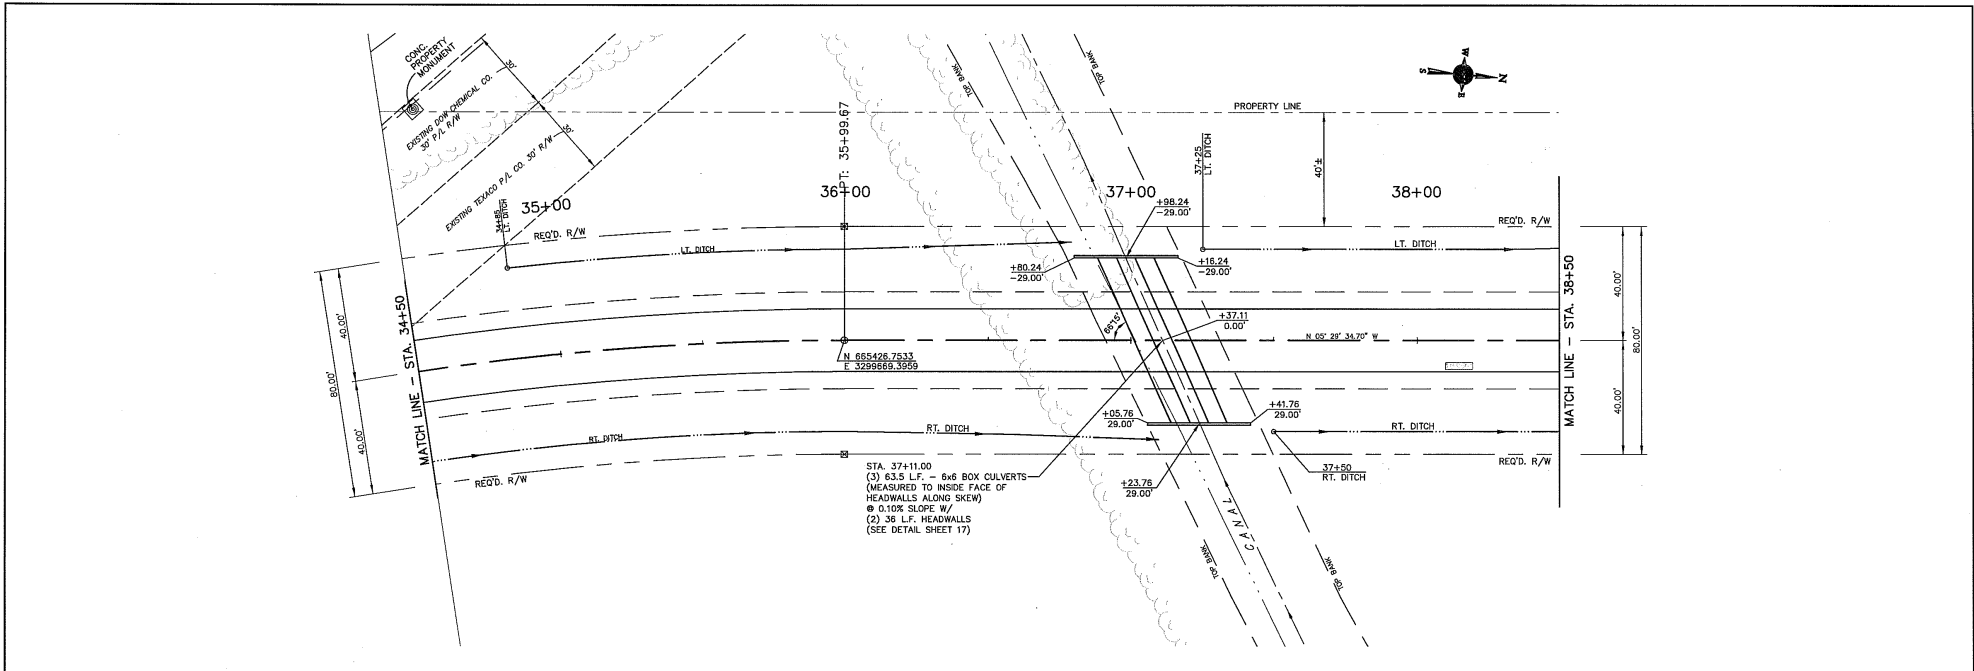 CONC.
PROPERTY
MONUMENT
30'
EXISTING DOW CHEMICAL CO.
30' P/L R/W
30'
EXISTING TEXACO P/L CO. 30' R/W
PT: 35+99.67
TOP BANK
TOP BANK
W
S
N
E
PROPERTY LINE
37+25
LT. DITCH
40'±
34+85
LT. DITCH
35+00
36+00
37+00
38+00
+98.24
-29.00'
REQ'D. R/W
REQ'D. R/W
LT. DITCH
LT. DITCH
LT. DITCH
+80.24
-29.00'
+16.24
-29.00'
MATCH LINE - STA. 34+50
40.00'
80.00'
40.00'
66°15'
+37.11
0.00'
N 05° 29' 34.70" W
N 665426.7533
E 3299669.3959
MATCH LINE - STA. 38+50
40.00'
80.00'
40.00'
+05.76
29.00'
+41.76
29.00'
RT. DITCH
RT. DITCH
RT. DITCH
REQ'D. R/W
REQ'D. R/W
STA. 37+11.00
(3) 63.5 L.F. - 6x6 BOX CULVERTS
(MEASURED TO INSIDE FACE OF
HEADWALLS ALONG SKEW)
@ 0.10% SLOPE W/
(2) 36 L.F. HEADWALLS
(SEE DETAIL SHEET 17)
+23.76
29.00'
37+50
RT. DITCH
CANAL
TOP BANK
TOP BANK